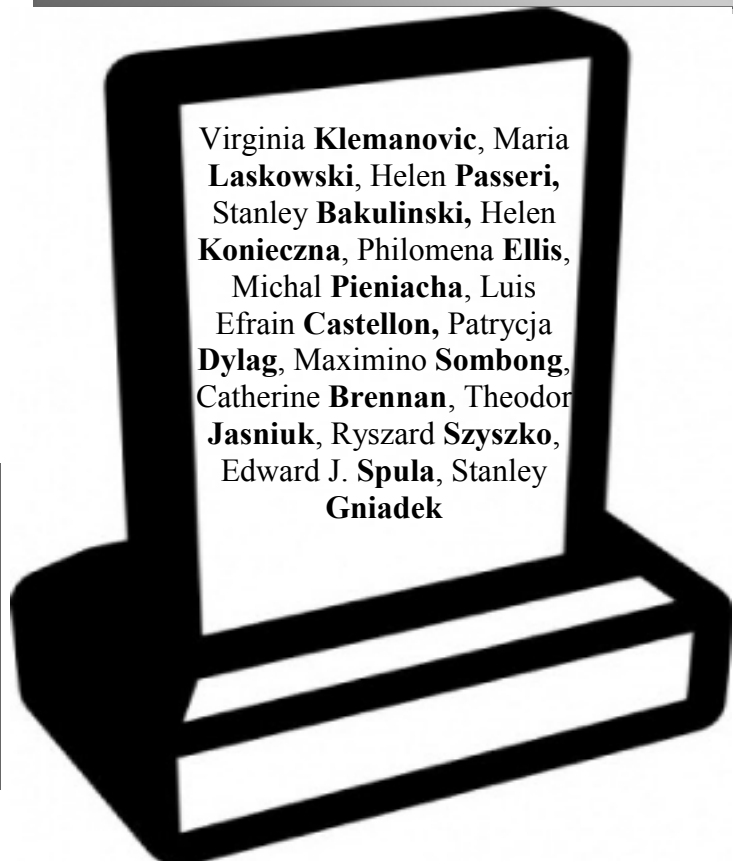 Virginia Klemanovic, Maria
Laskowski, Helen Passeri,
Stanley Bakulinski, Helen
Konieczna, Philomena Ellis,
Michal Pieniacha, Luis
Efrain Castellon, Patrycja
Dylag, Maximino Sombong,
Catherine Brennan, Theodor
Jasniuk, Ryszard Szyszko,
Edward J. Spula, Stanley
Gniadek